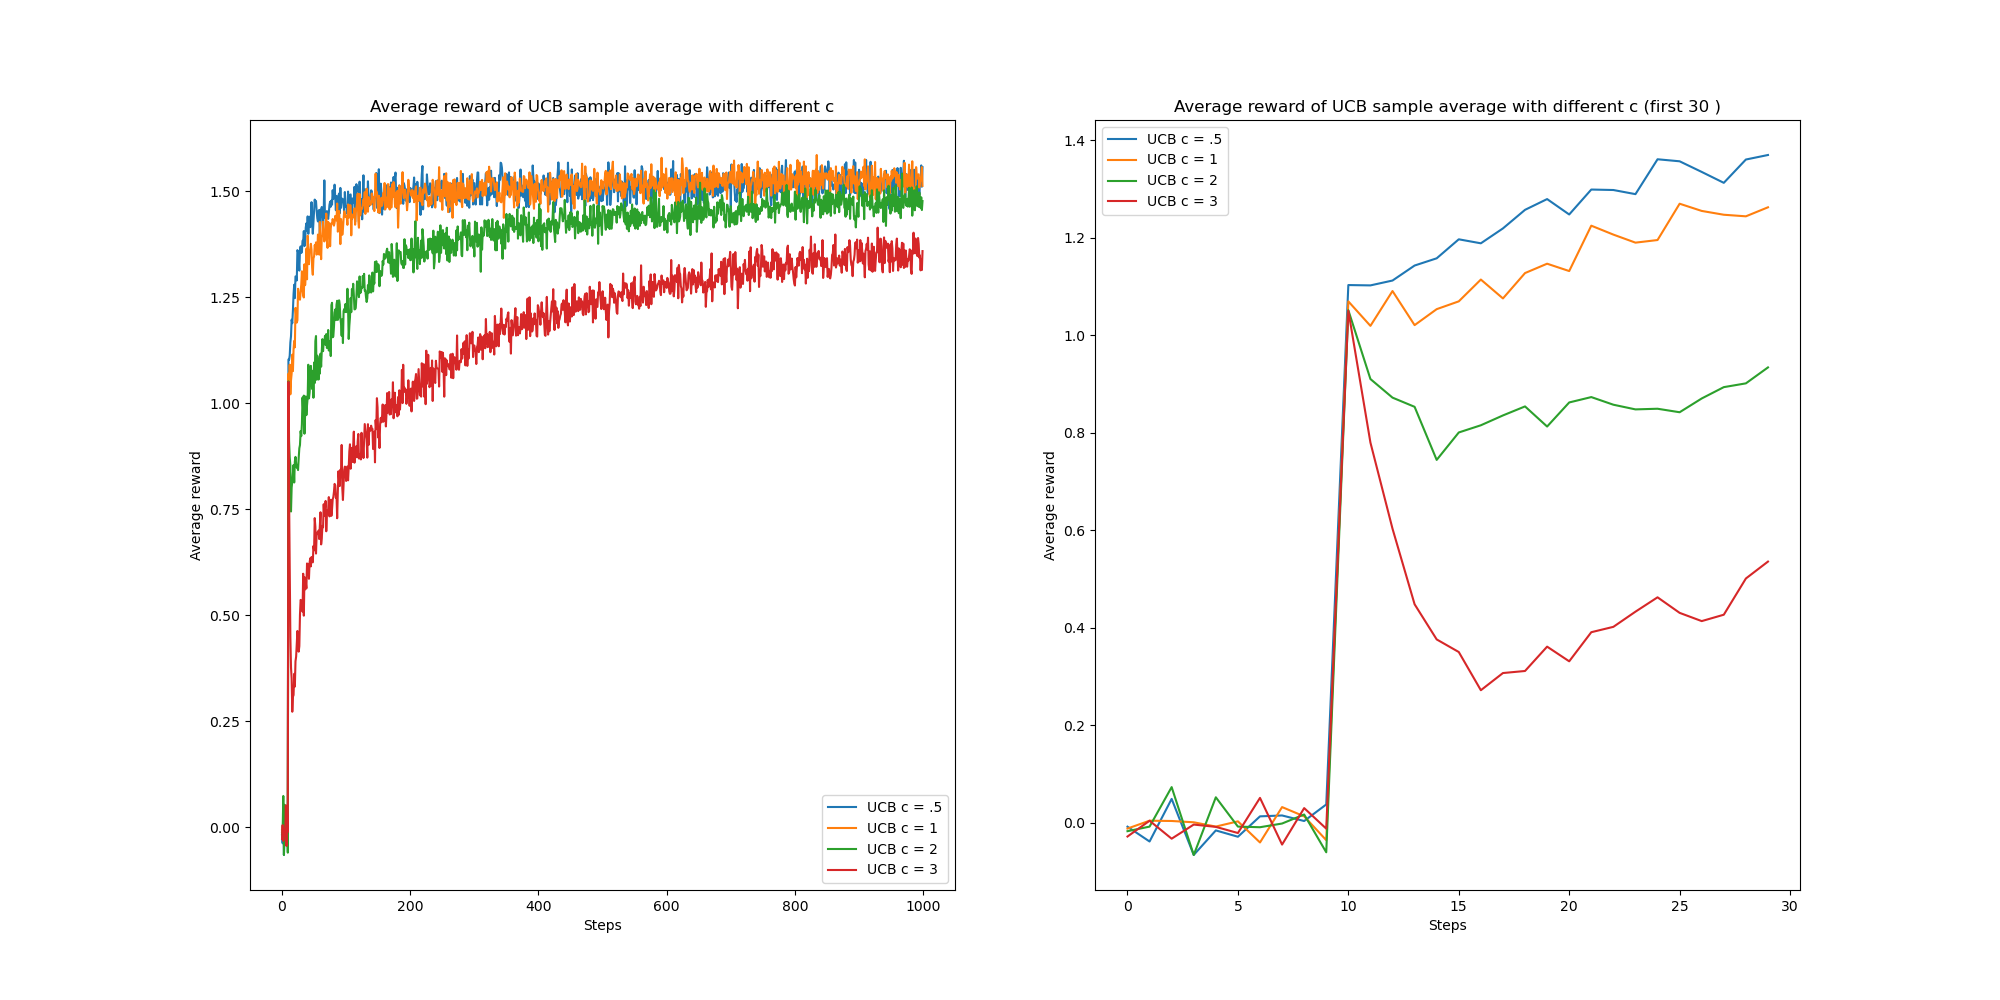 Average reward of UCB sample average with different c
Average reward
1.50
1.25
1.00
0.75
0.50
0.25
0.00
0 200 400 600 800 1000
Steps
UCB c = .5
UCB c = 1
UCB c = 2
UCB c = 3
Average reward of UCB sample average with different c (first 30 )
Average reward
1.4
1.2
1.0
0.8
0.6
0.4
0.2
0.0
0 5 10 15 20 25 30
Steps
UCB c = .5
UCB c = 1
UCB c = 2
UCB c = 3